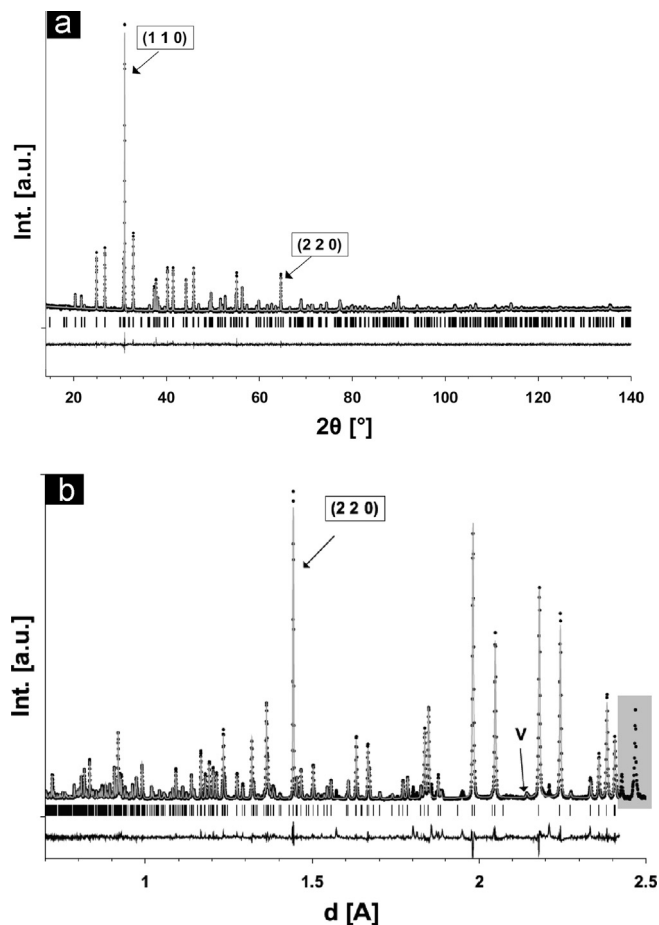 a
(1 1 0)
(2 2 0)
Int. [a.u.]
20 40 60 80 100 120 140
2θ [°]
b
(2 2 0)
V
Int. [a.u.]
1 1.5 2 2.5
d [A]